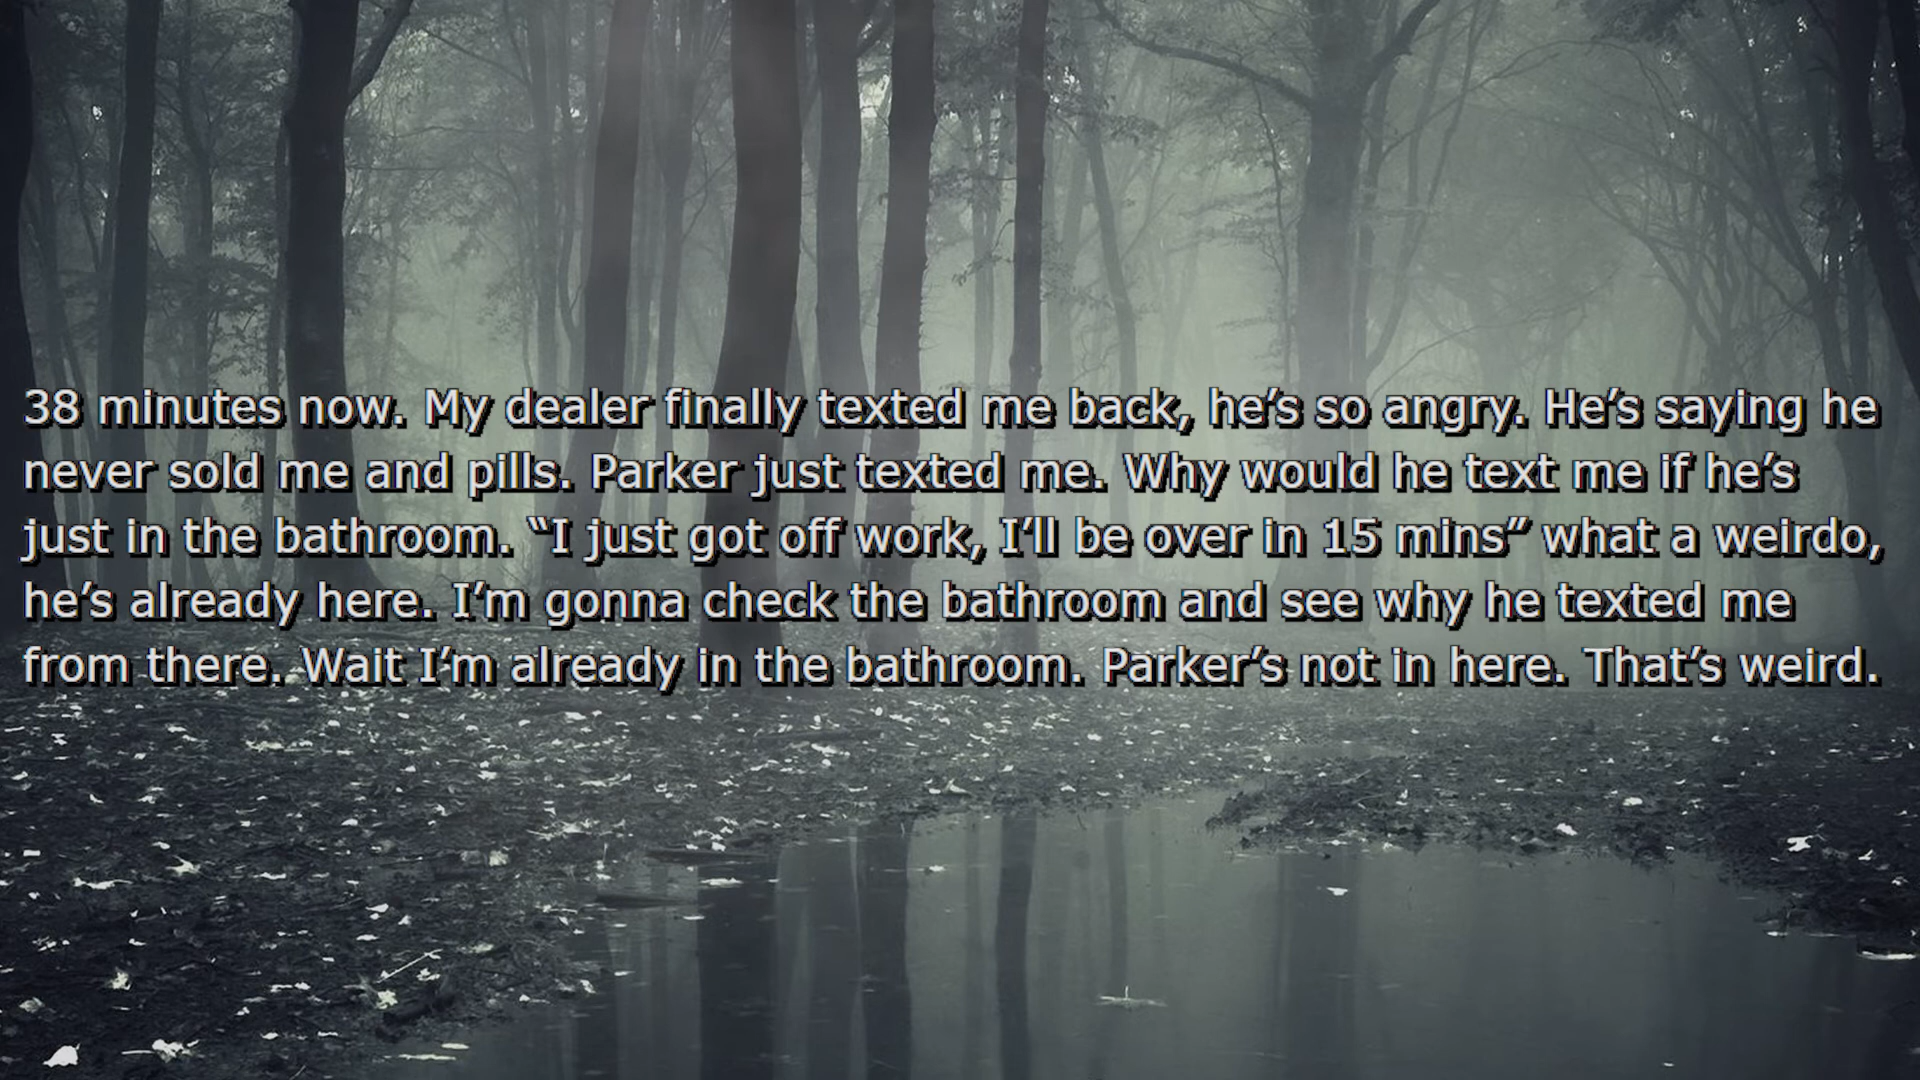 38 minutes now. My dealer finally texted me back, he’s so angry. He’s saying he
never sold me and pills. Parker just texted me. Why would he text me if he’s
just in the bathroom. “I just got off work, I’ll be over in 15 mins” what a weirdo,
he’s already here. I’m gonna check the bathroom and see why he texted me
from there. Wait I’m already in the bathroom. Parker’s not in here. That’s weird.